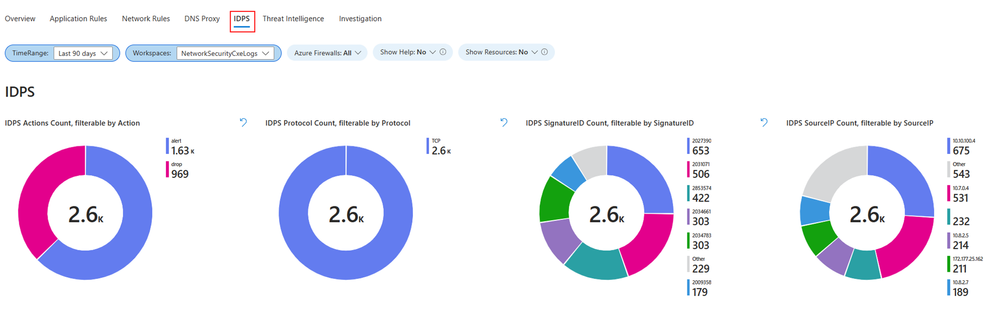 Overview Application Rules Network Rules DNS Proxy IDPS Threat Intelligence Investigation
TimeRange: Last 90 days Workspaces: NetworkSecurityCxeLogs Azure Firewalls: All Show Help: No Show Resources: No
IDPS
IDPS Actions Count, filterable by Action
alert
1.63 K
drop
969
2.6K
IDPS Protocol Count, filterable by Protocol
TCP
2.6 K
2.6K
IDPS SignatureID Count, filterable by SignatureID
2027390
653
2031071
506
2853574
422
2034661
303
2034783
303
Other
229
2009358
179
2.6K
IDPS SourceIP Count, filterable by SourceIP
10.10.100.4
675
Other
543
10.7.0.4
531
232
10.8.2.5
214
172.177.25.162
211
10.8.2.7
189
2.6K